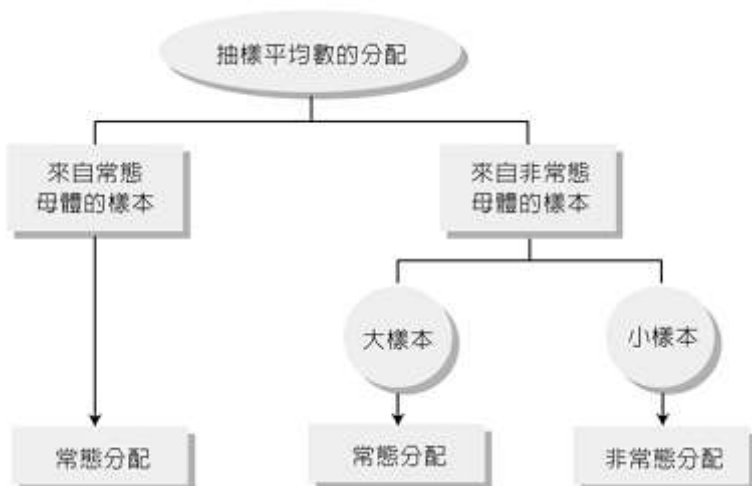 抽樣平均數的分配
來自常態
母體的樣本
來自非常態
母體的樣本
大樣本
小樣本
常態分配
常態分配
非常態分配